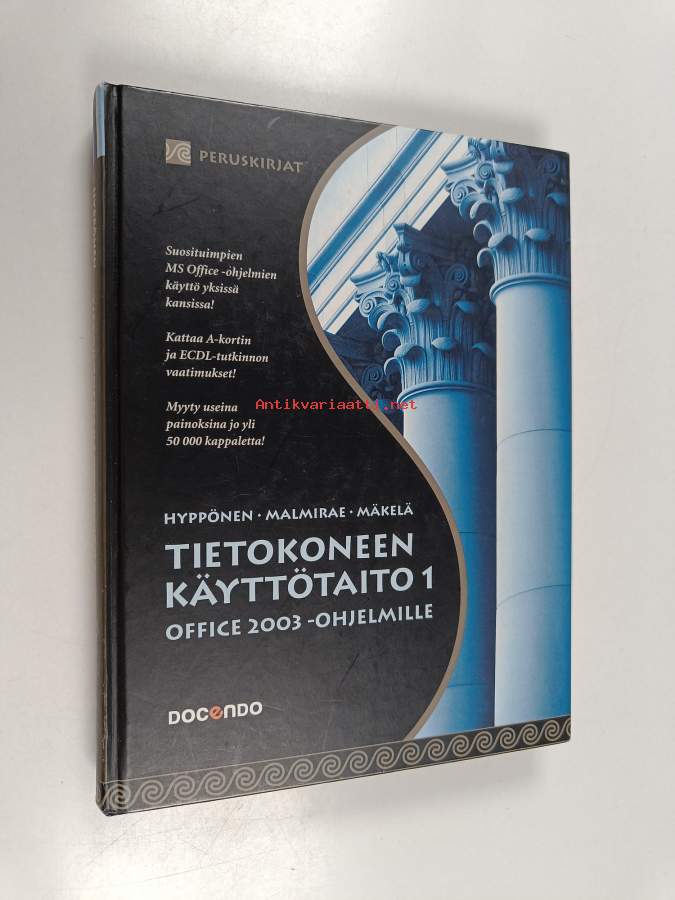 PERUSKIRJAT
Suosituimpien
MS Office -ohjelmien
käyttö yksissä
kansissa!
Kattaa A-kortin
ja ECDL-tutkinnon
vaatimukset!
Myyty useina
painoksina jo yli
50 000 kappaletta!
Antikvariaatti.net
HYPPÖNEN · MALMIRAE · MÄKELÄ
TIETOKONEEN
KÄYTTÖTAITO 1
OFFICE 2003 -OHJELMILLE
DOCENDO